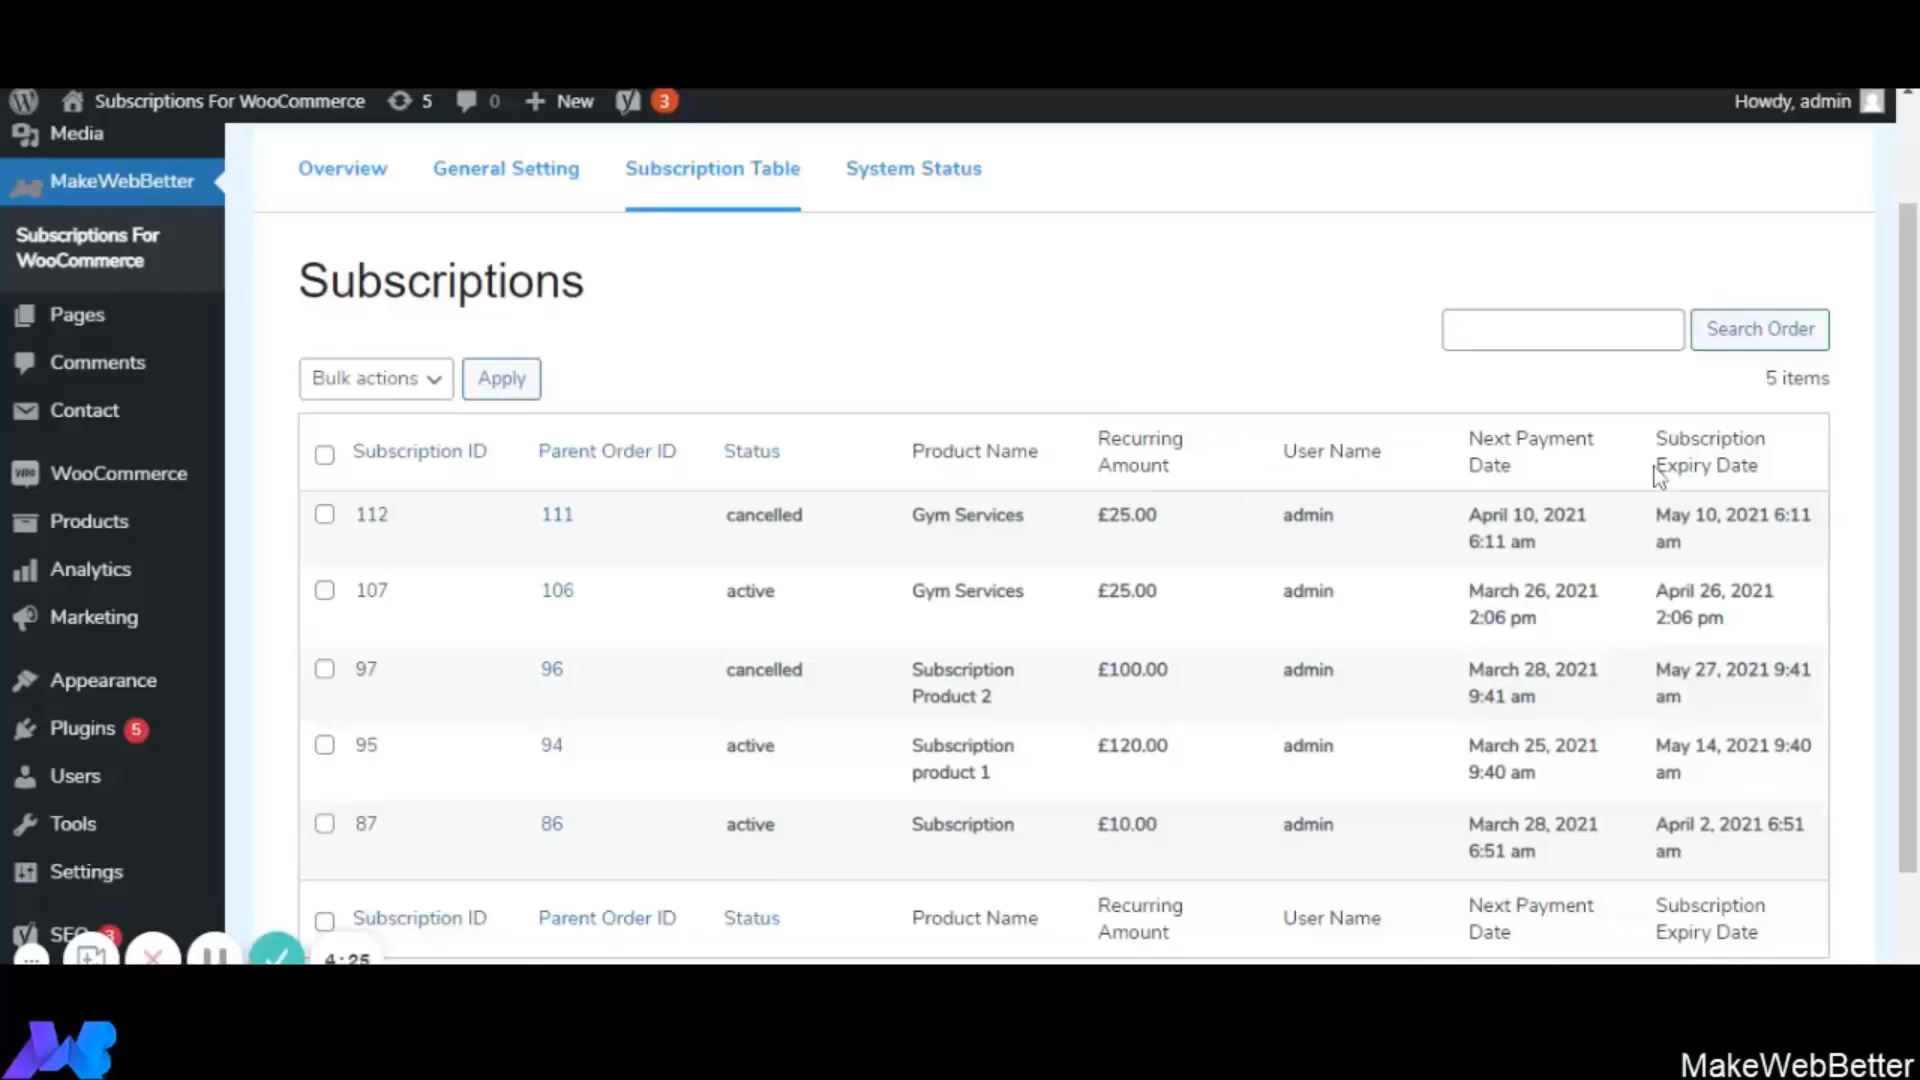 Subscriptions For WooCommerce 5 0 New 3 Howdy, admin
Media
MakeWebBetter
Subscriptions For
WooCommerce
Pages
Comments
Contact
WooCommerce
Products
Analytics
Marketing
Appearance
Plugins 5
Users
Tools
Settings
Overview General Setting Subscription Table System Status
Subscriptions
Search Order
Bulk actions Apply 5 items
Subscription ID Parent Order ID Status Product Name Recurring Amount User Name Next Payment Date Subscription Expiry Date
112 111 cancelled Gym Services £25.00 admin April 10, 2021 6:11 am May 10, 2021 6:11 am
107 106 active Gym Services £25.00 admin March 26, 2021 2:06 pm April 26, 2021 2:06 pm
97 96 cancelled Subscription Product 2 £100.00 admin March 28, 2021 9:41 am May 27, 2021 9:41 am
95 94 active Subscription product 1 £120.00 admin March 25, 2021 9:40 am May 14, 2021 9:40 am
87 86 active Subscription £10.00 admin March 28, 2021 6:51 am April 2, 2021 6:51 am
Subscription ID Parent Order ID Status Product Name Recurring Amount User Name Next Payment Date Subscription Expiry Date
4:25
MakeWebBetter